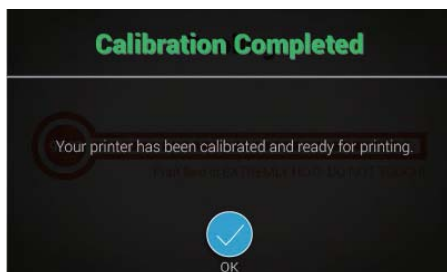 Calibration Completed
Your printer has been calibrated and ready for printing.
OK